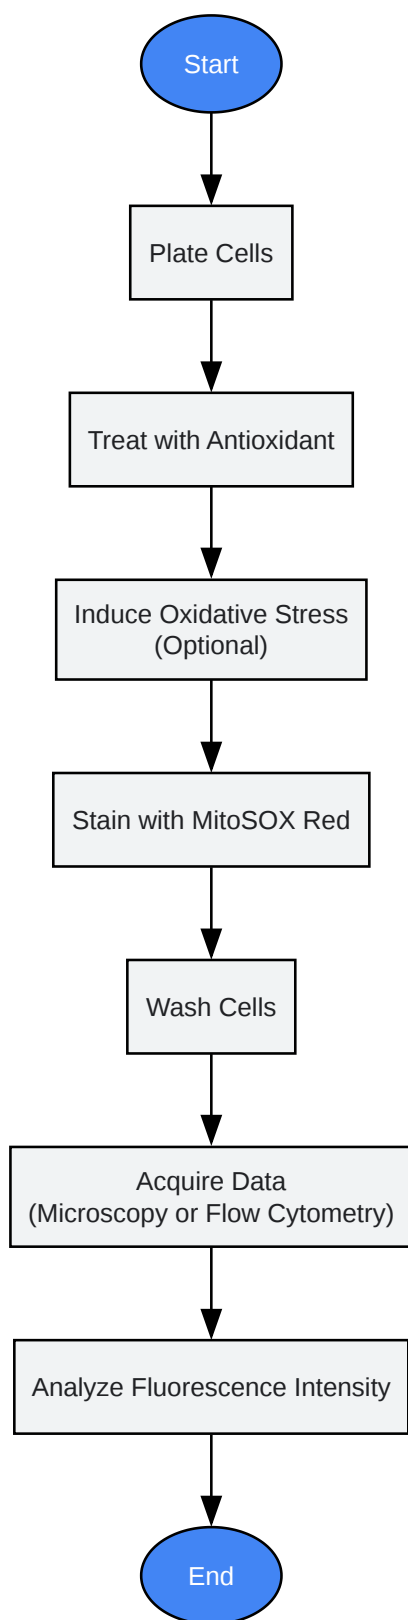 Start
Plate Cells
Treat with Antioxidant
Induce Oxidative Stress
(Optional)
Stain with MitoSOX Red
Wash Cells
Acquire Data
(Microscopy or Flow Cytometry)
Analyze Fluorescence Intensity
End